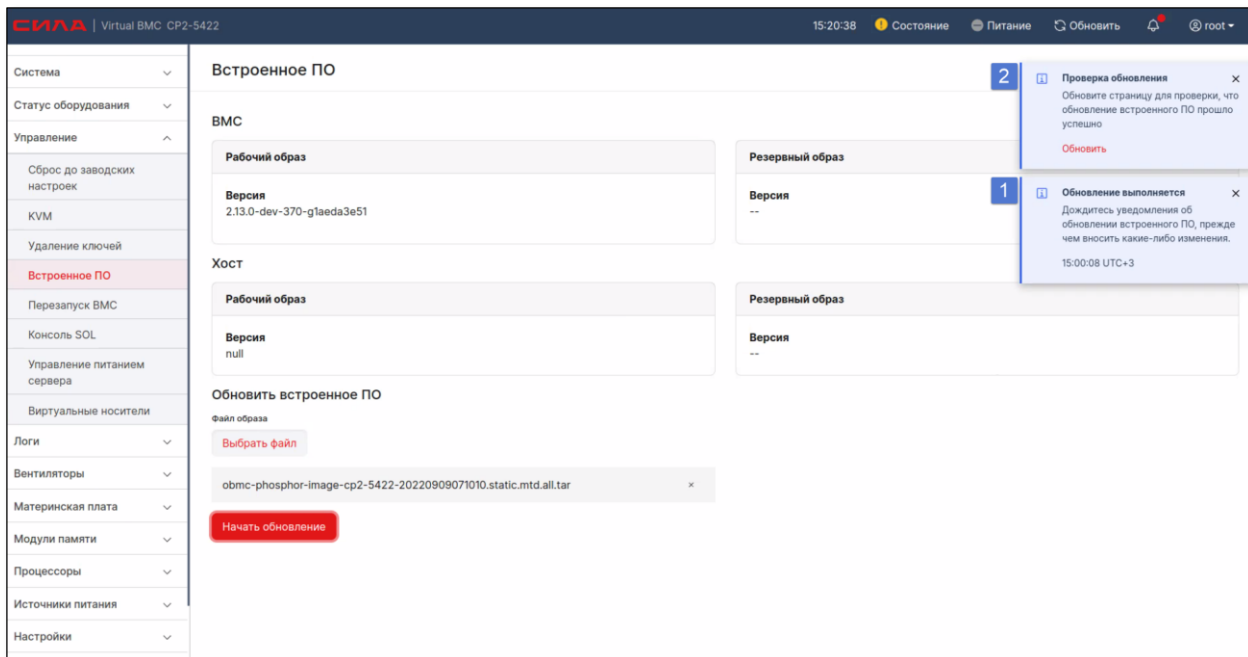 СИЛА | Virtual BMC CP2-5422
15:20:38 Состояние Питание Обновить root
Система
Статус оборудования
Управление
Сброс до заводских
настроек
KVM
Удаление ключей
Встроенное ПО
Перезапуск BMC
Консоль SOL
Управление питанием
сервера
Виртуальные носители
Логи
Вентиляторы
Материнская плата
Модули памяти
Процессоры
Источники питания
Настройки
Встроенное ПО
BMC
Рабочий образ
Версия
2.13.0-dev-370-g1aeda3e51
Резервный образ
Версия
--
Хост
Рабочий образ
Версия
null
Резервный образ
Версия
--
Обновить встроенное ПО
Файл образа
Выбрать файл
obmc-phosphor-image-cp2-5422-20220909071010.static.mtd.all.tar ×
Начать обновление
2
Проверка обновления
Обновите страницу для проверки, что
обновление встроенного ПО прошло
успешно
Обновить
1
Обновление выполняется
Дождитесь уведомления об
обновлении встроенного ПО, прежде
чем вносить какие-либо изменения.
15:00:08 UTC+3